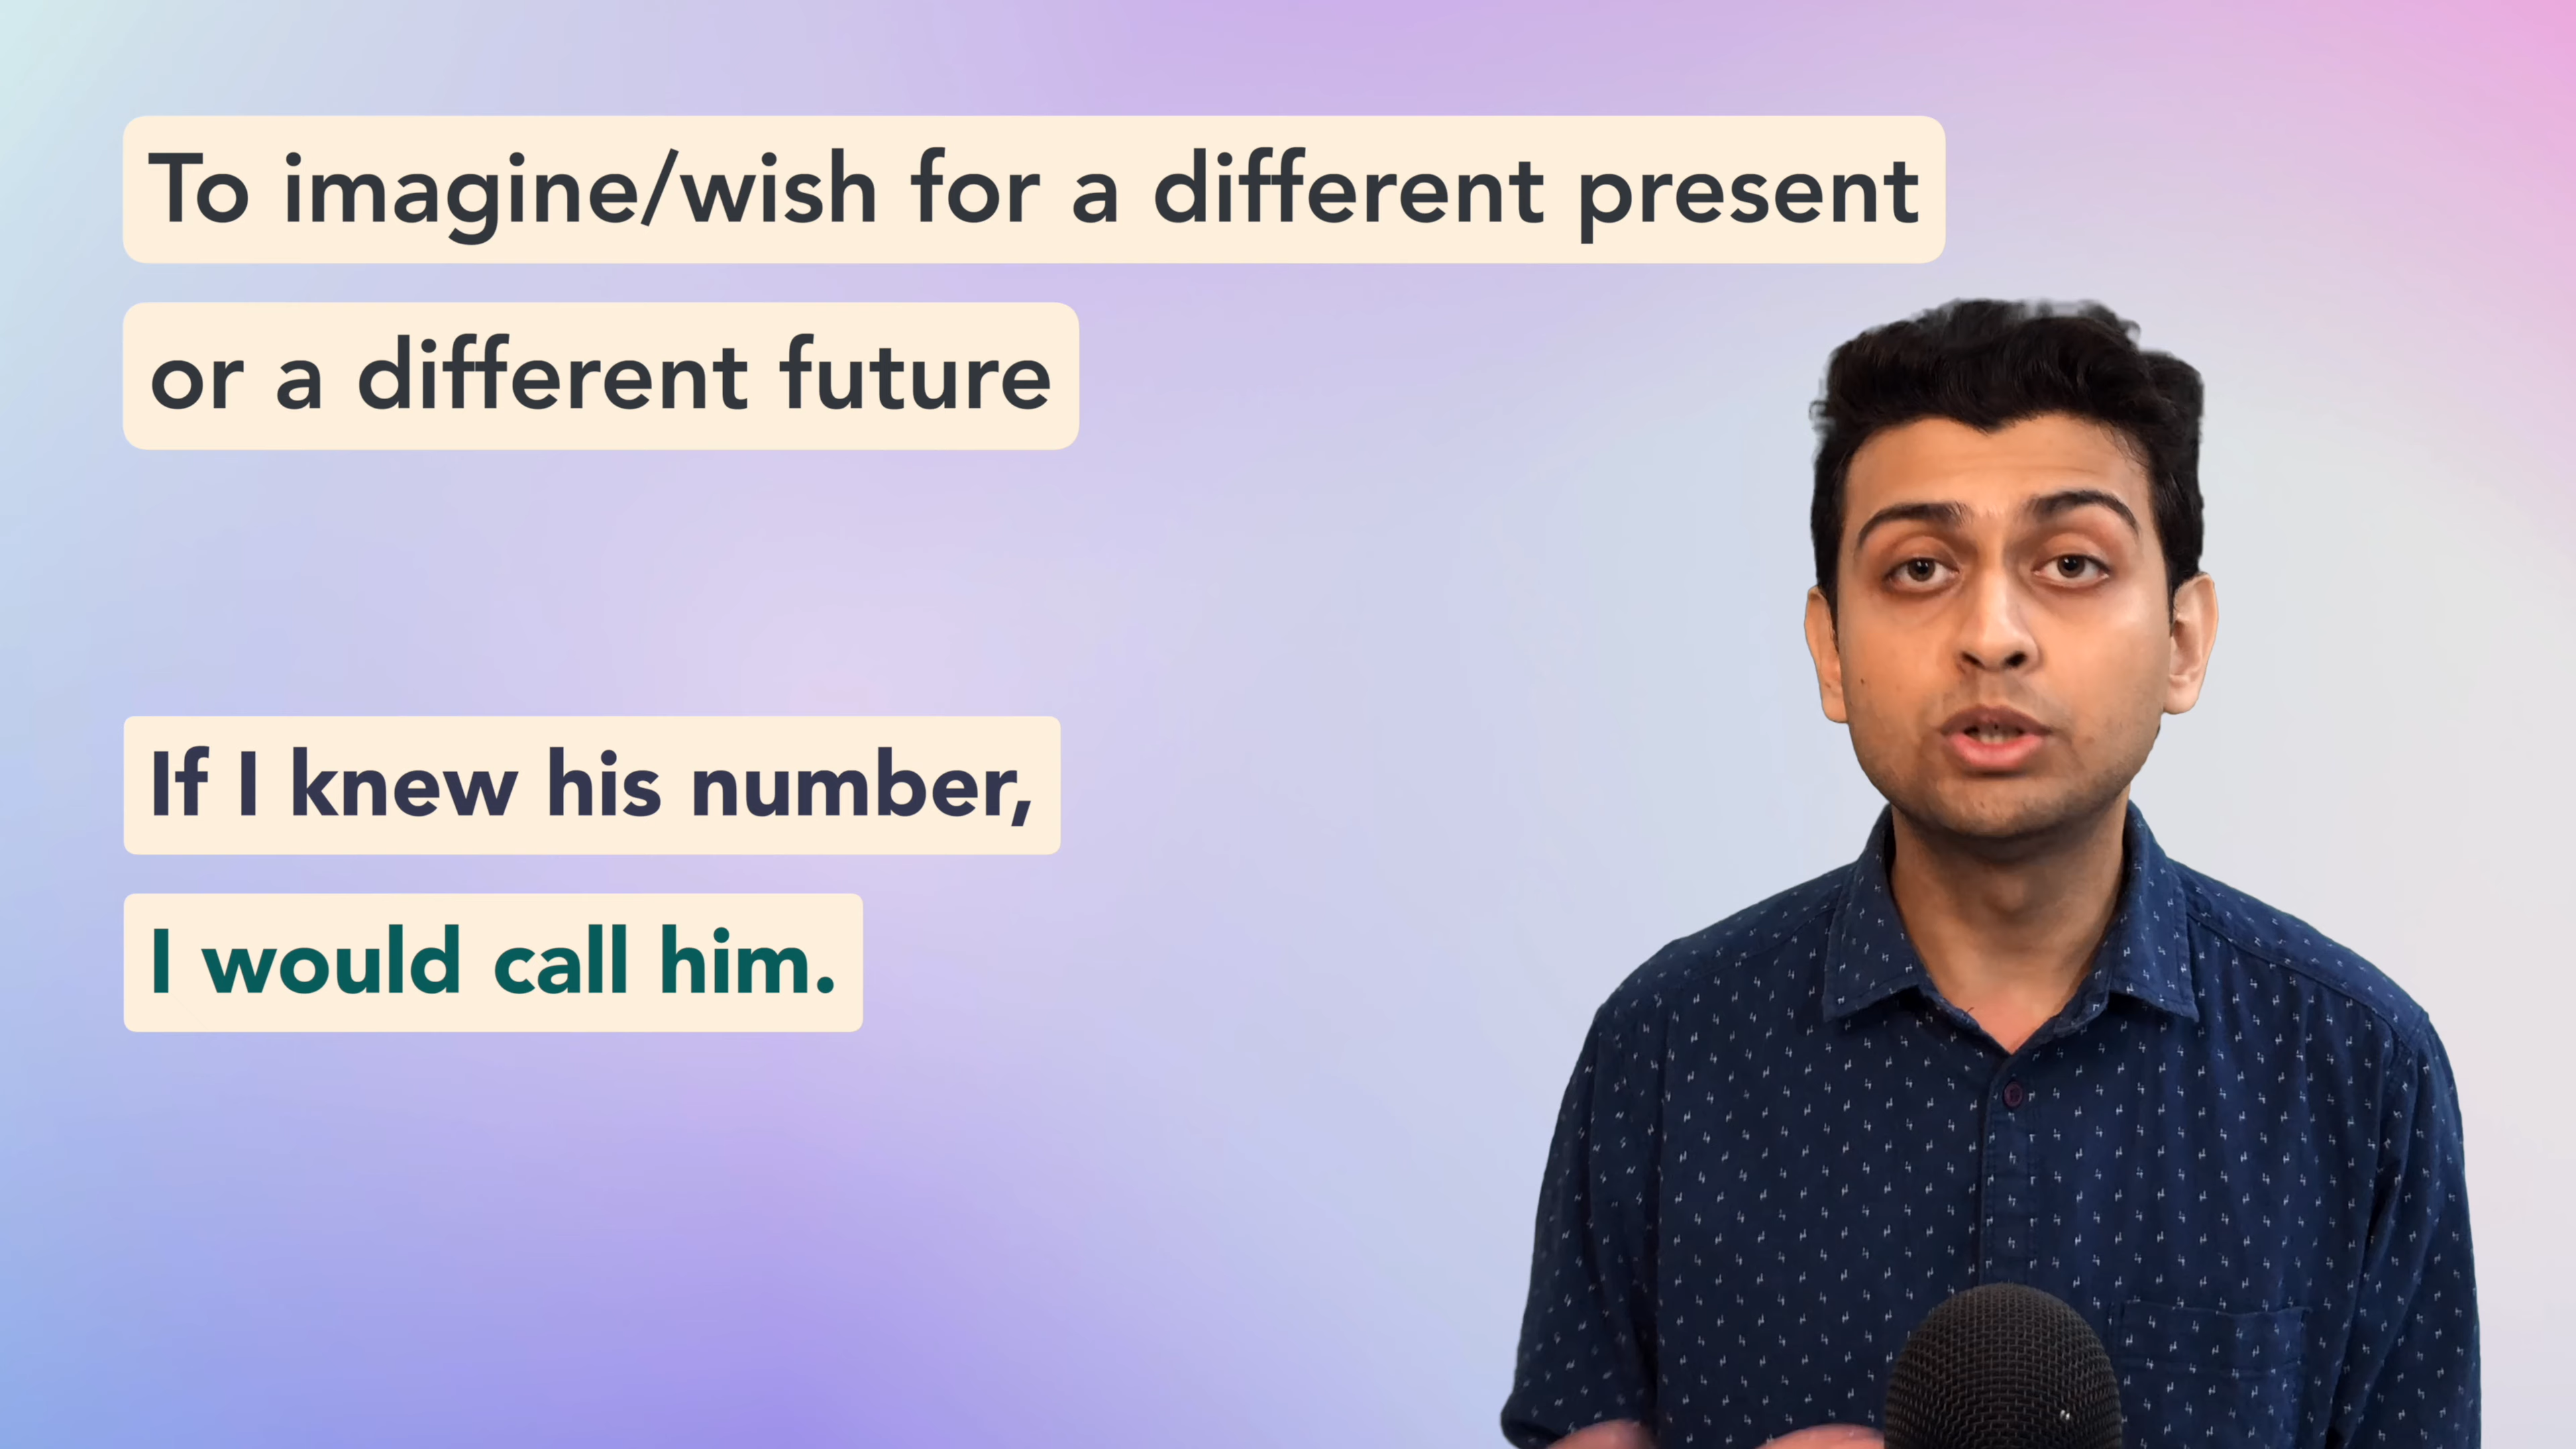 To imagine/wish for a different present
or a different future
If I knew his number,
I would call him.